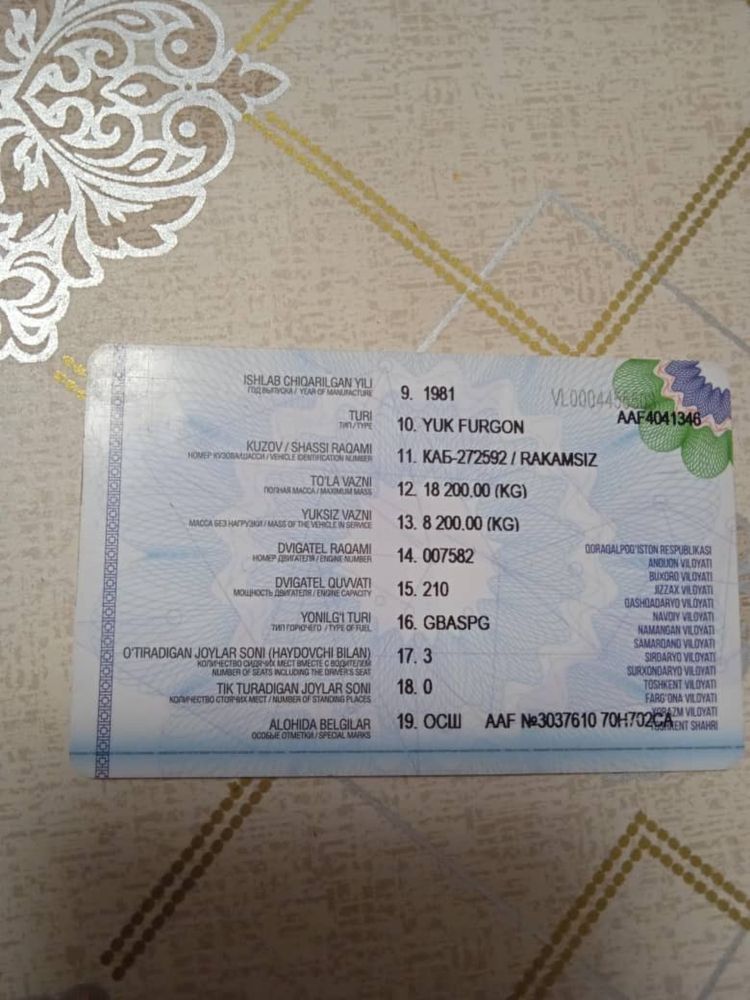 ISHLAB CHIQARILGAN YILI
ГОД ВЫПУСКА / YEAR OF MANUFACTURE
9. 1981
AAF4041346
TURI
ТИП / TYPE
10. YUK FURGON
KUZOV / SHASSI RAQAMI
НОМЕР КУЗОВА/ШАССИ / VEHICLE IDENTIFICATION NUMBER
11. КАБ-272592 / RAKAMSIZ
TO'LA VAZNI
ПОЛНАЯ МАССА / MAXIMUM MASS
12. 18 200.00 (KG)
YUKSIZ VAZNI
МАССА БЕЗ НАГРУЗКИ / MASS OF THE VEHICLE IN SERVICE
13. 8 200.00 (KG)
DVIGATEL RAQAMI
НОМЕР ДВИГАТЕЛЯ / ENGINE NUMBER
14. 007582
DVIGATEL QUVVATI
МОЩНОСТЬ ДВИГАТЕЛЯ / ENGINE CAPACITY
15. 210
YONILG'I TURI
ТИП ГОРЮЧЕГО / TYPE OF FUEL
16. GBASPG
O'TIRADIGAN JOYLAR SONI (HAYDOVCHI BILAN)
КОЛИЧЕСТВО СИДЯЧИХ МЕСТ ВМЕСТЕ С ВОДИТЕЛЕМ
NUMBER OF SEATS INCLUDING THE DRIVER'S SEAT
17. 3
TIK TURADIGAN JOYLAR SONI
КОЛИЧЕСТВО СТОЯЧИХ МЕСТ / NUMBER OF STANDING PLACES
18. 0
ALOHIDA BELGILAR
ОСОБЫЕ ОТМЕТКИ / SPECIAL MARKS
19. ОСШ AAF №3037610 70H702CA
QORAQALPOG'ISTON RESPUBLIKASI
ANDIJON VILOYATI
BUXORO VILOYATI
JIZZAX VILOYATI
QASHQADARYO VILOYATI
NAVOIY VILOYATI
NAMANGAN VILOYATI
SAMARQAND VILOYATI
SIRDARYO VILOYATI
SURXONDARYO VILOYATI
TOSHKENT VILOYATI
FARG'ONA VILOYATI
XORAZM VILOYATI
TOSHKENT SHAHRI